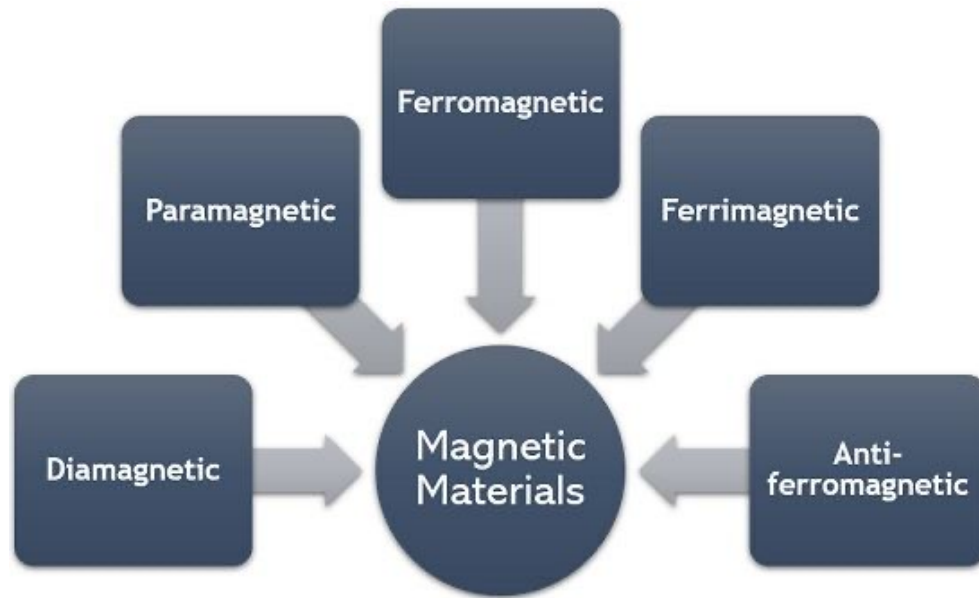 Ferromagnetic
Paramagnetic
Ferrimagnetic
Diamagnetic
Magnetic
Materials
Anti-
ferromagnetic